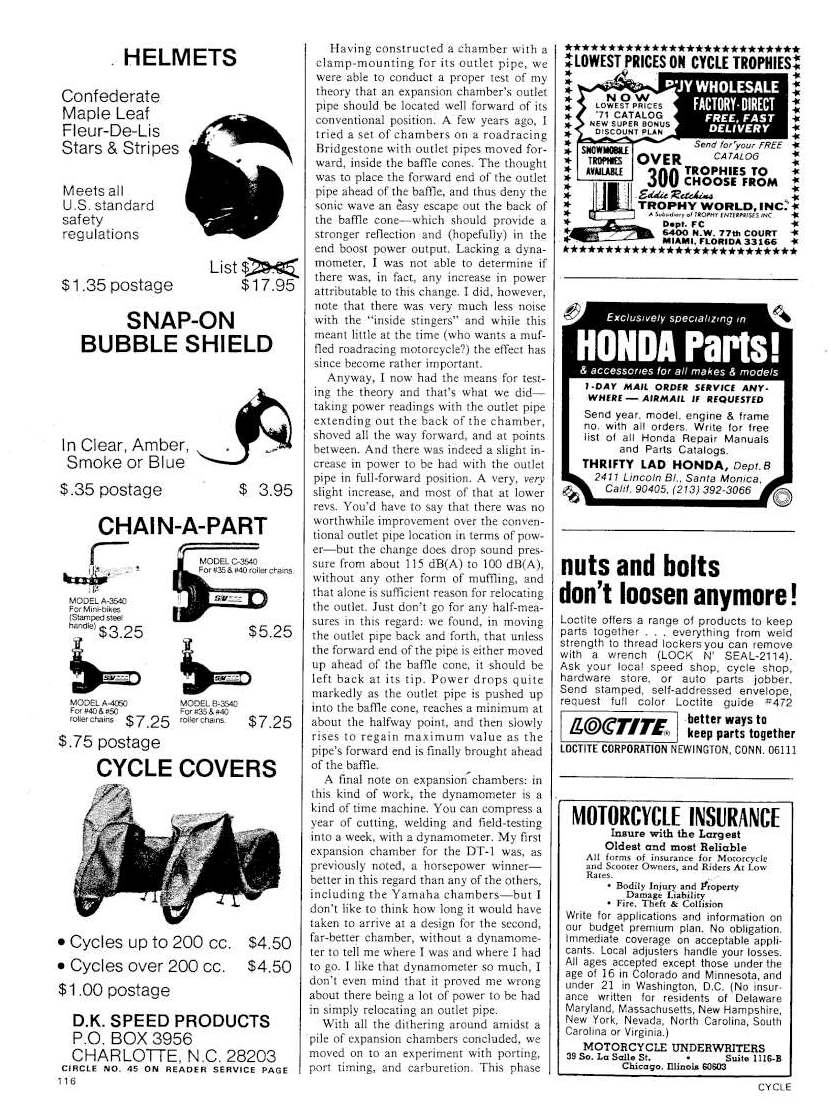 HELMETS
Confederate
Maple Leaf
Fleur-De-Lis
Stars & Stripes
Meets all
U.S. standard
safety
regulations
List $29.95
$1.35 postage $17.95
SNAP-ON
BUBBLE SHIELD
In Clear, Amber,
Smoke or Blue
$.35 postage $ 3.95
CHAIN-A-PART
MODEL C-3540
For #35 & #40 roller chains.
MODEL A-3540
For Mini-bikes
(Stamped steel
handle) $3.25
$5.25
MODEL A-4050
For #40 & #50
roller chains $7.25
MODEL B-3540
For #35 & #40
roller chains. $7.25
$.75 postage
CYCLE COVERS
• Cycles up to 200 cc. $4.50
• Cycles over 200 cc. $4.50
$1.00 postage
D.K. SPEED PRODUCTS
P.O. BOX 3956
CHARLOTTE, N.C. 28203
CIRCLE NO. 45 ON READER SERVICE PAGE
116
Having constructed a chamber with a
clamp-mounting for its outlet pipe, we
were able to conduct a proper test of my
theory that an expansion chamber's outlet
pipe should be located well forward of its
conventional position. A few years ago, I
tried a set of chambers on a roadracing
Bridgestone with outlet pipes moved for-
ward, inside the baffle cones. The thought
was to place the forward end of the outlet
pipe ahead of the baffle, and thus deny the
sonic wave an easy escape out the back of
the baffle cone—which should provide a
stronger reflection and (hopefully) in the
end boost power output. Lacking a dyna-
mometer, I was not able to determine if
there was, in fact, any increase in power
attributable to this change. I did, however,
note that there was very much less noise
with the "inside stingers" and while this
meant little at the time (who wants a muf-
fled roadracing motorcycle?) the effect has
since become rather important.
Anyway, I now had the means for test-
ing the theory and that's what we did—
taking power readings with the outlet pipe
extending out the back of the chamber,
shoved all the way forward, and at points
between. And there was indeed a slight in-
crease in power to be had with the outlet
pipe in full-forward position. A very, very
slight increase, and most of that at lower
revs. You'd have to say that there was no
worthwhile improvement over the conven-
tional outlet pipe location in terms of pow-
er—but the change does drop sound pres-
sure from about 115 dB(A) to 100 dB(A),
without any other form of muffling, and
that alone is sufficient reason for relocating
the outlet. Just don't go for any half-mea-
sures in this regard: we found, in moving
the outlet pipe back and forth, that unless
the forward end of the pipe is either moved
up ahead of the baffle cone, it should be
left back at its tip. Power drops quite
markedly as the outlet pipe is pushed up
into the baffle cone, reaches a minimum at
about the halfway point, and then slowly
rises to regain maximum value as the
pipe's forward end is finally brought ahead
of the baffle.
A final note on expansion chambers: in
this kind of work, the dynamometer is a
kind of time machine. You can compress a
year of cutting, welding and field-testing
into a week, with a dynamometer. My first
expansion chamber for the DT-1 was, as
previously noted, a horsepower winner—
better in this regard than any of the others,
including the Yamaha chambers—but I
don't like to think how long it would have
taken to arrive at a design for the second,
far-better chamber, without a dynamome-
ter to tell me where I was and where I had
to go. I like that dynamometer so much, I
don't even mind that it proved me wrong
about there being a lot of power to be had
in simply relocating an outlet pipe.
With all the dithering around amidst a
pile of expansion chambers concluded, we
moved on to an experiment with porting,
port timing, and carburetion. This phase
LOWEST PRICES ON CYCLE TROPHIES
NOW
LOWEST PRICES
'71 CATALOG
NEW SUPER BONUS
DISCOUNT PLAN
BUY WHOLESALE
FACTORY-DIRECT
FREE, FAST
DELIVERY
Send for your FREE
CATALOG
SNOWMOBILE
TROPHIES
AVAILABLE
OVER
300 TROPHIES TO
CHOOSE FROM
Eddie Retchins
TROPHY WORLD, INC.
A Subsidiary of TROPHY ENTERPRISES INC
Dept. FC
6400 N.W. 77th COURT
MIAMI, FLORIDA 33166
Exclusively specializing in
HONDA Parts!
& accessories for all makes & models
1-DAY MAIL ORDER SERVICE ANY-
WHERE — AIRMAIL IF REQUESTED
Send year, model, engine & frame
no. with all orders. Write for free
list of all Honda Repair Manuals
and Parts Catalogs.
THRIFTY LAD HONDA, Dept. B
2411 Lincoln Bl., Santa Monica,
Calif. 90405, (213) 392-3066
nuts and bolts
don't loosen anymore!
Loctite offers a range of products to keep
parts together . . . everything from weld
strength to thread lockers you can remove
with a wrench (LOCK N' SEAL-2114).
Ask your local speed shop, cycle shop,
hardware store, or auto parts jobber.
Send stamped, self-addressed envelope,
request full color Loctite guide #472
LOCTITE® better ways to
keep parts together
LOCTITE CORPORATION NEWINGTON, CONN. 06111
MOTORCYCLE INSURANCE
Insure with the Largest
Oldest and most Reliable
All forms of insurance for Motorcycle
and Scooter Owners, and Riders At Low
Rates.
• Bodily Injury and Property
Damage Liability
• Fire, Theft & Collision
Write for applications and information on
our budget premium plan. No obligation.
Immediate coverage on acceptable appli-
cants. Local adjusters handle your losses.
All ages accepted except those under the
age of 16 in Colorado and Minnesota, and
under 21 in Washington, D.C. (No insur-
ance written for residents of Delaware
Maryland, Massachusetts, New Hampshire,
New York, Nevada, North Carolina, South
Carolina or Virginia.)
MOTORCYCLE UNDERWRITERS
39 So. La Salle St. • Suite 1116-B
Chicago, Illinois 60603
CYCLE